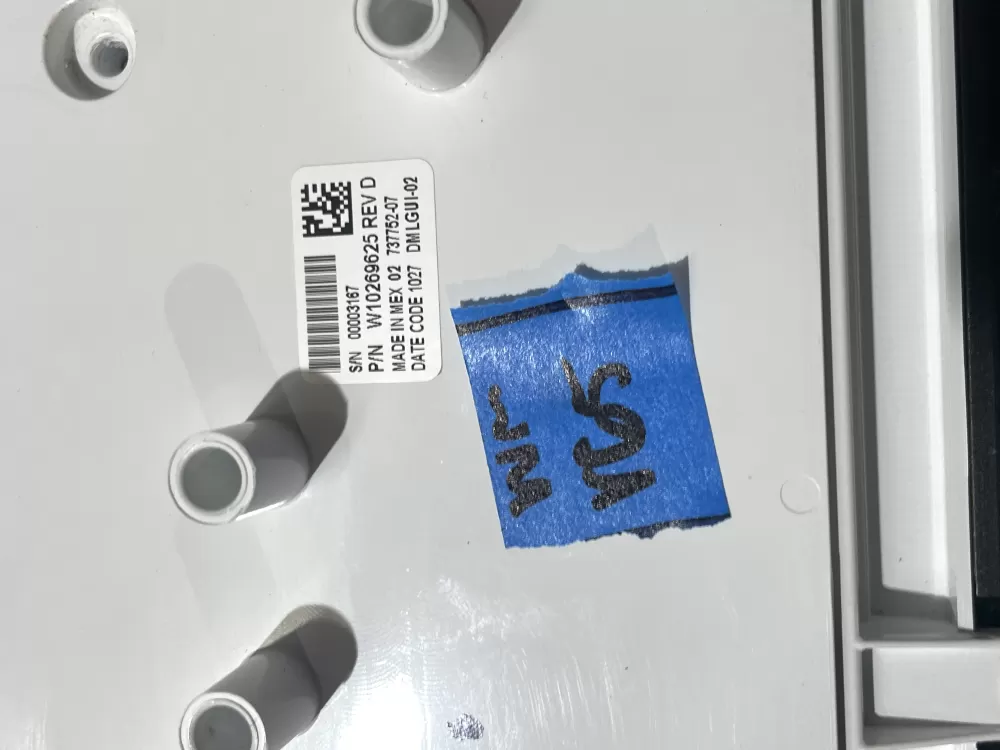 S/N 00003167
P/N W10269625 REV D
MADE IN MEX 02 737752-07
DATE CODE 1027 DMLGUI-02